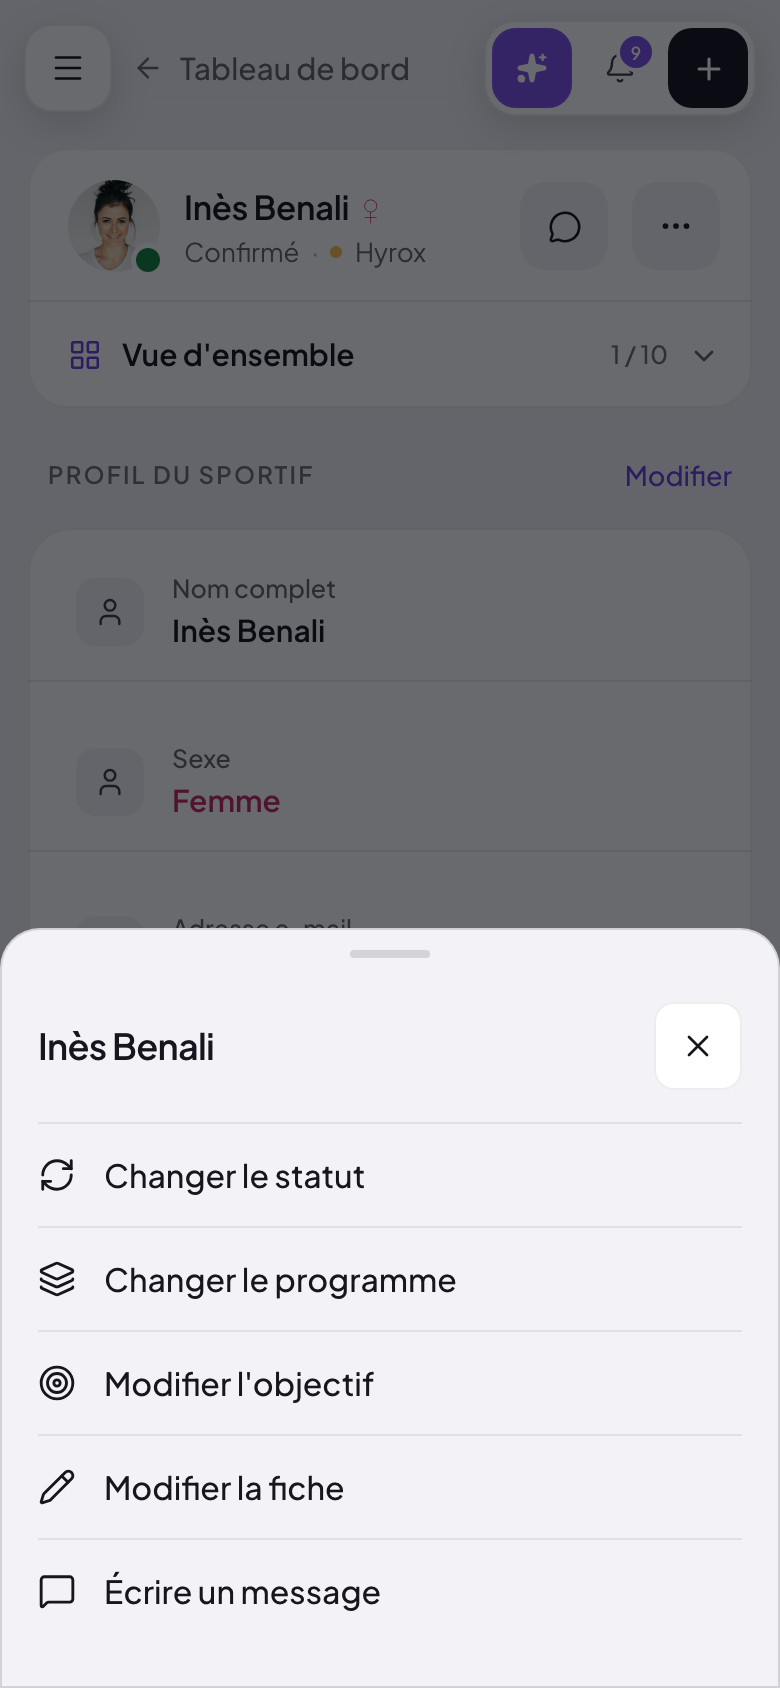 Tableau de bord
9
Inès Benali ♀
Confirmé · Hyrox
Vue d'ensemble
1 / 10
PROFIL DU SPORTIF
Modifier
Nom complet
Inès Benali
Sexe
Femme
Adresse e-mail
Inès Benali
Changer le statut
Changer le programme
Modifier l'objectif
Modifier la fiche
Écrire un message